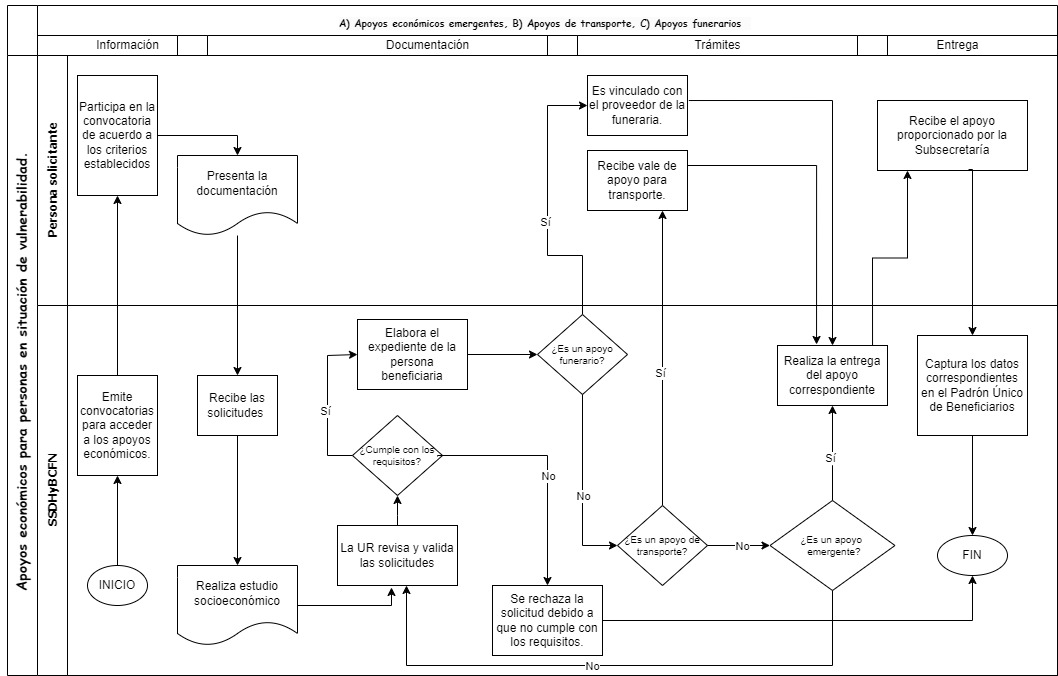 A) Apoyos económicos emergentes, B) Apoyos de transporte, C) Apoyos funerarios
Información
Documentación
Trámites
Entrega
Apoyos económicos para personas en situación de vulnerabilidad.
Persona solicitante
Participa en la
convocatoria
de acuerdo a
los criterios
establecidos
Presenta la
documentación
Es vinculado con
el proveedor de la
funeraria.
Recibe vale de
apoyo para
transporte.
Recibe el apoyo
proporcionado por la
Subsecretaría
Sí
SSDHyBCFN
Emite
convocatorias
para acceder
a los apoyos
económicos.
INICIO
Recibe las
solicitudes
Realiza estudio
socioeconómico
Elabora el
expediente de la
persona
beneficiaria
Sí
¿Cumple con los
requisitos?
No
La UR revisa y valida
las solicitudes
Se rechaza la
solicitud debido a
que no cumple con
los requisitos.
¿Es un apoyo
funerario?
No
¿Es un apoyo de
transporte?
Sí
No
¿Es un apoyo
emergente?
Sí
No
Realiza la entrega
del apoyo
correspondiente
Captura los datos
correspondientes
en el Padrón Único
de Beneficiarios
FIN